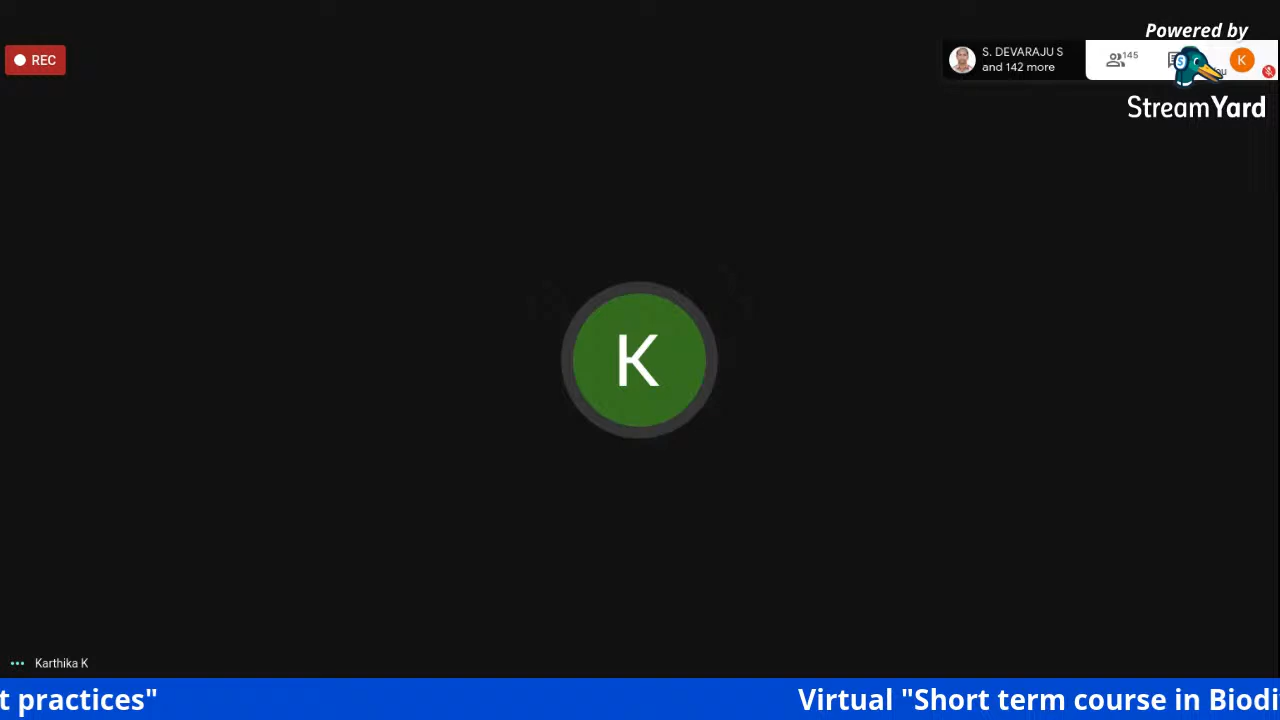 Powered by
REC
S. DEVARAJU S
and 142 more
145
K
StreamYard
K
Karthika K
t practices"
Virtual "Short term course in Biodi